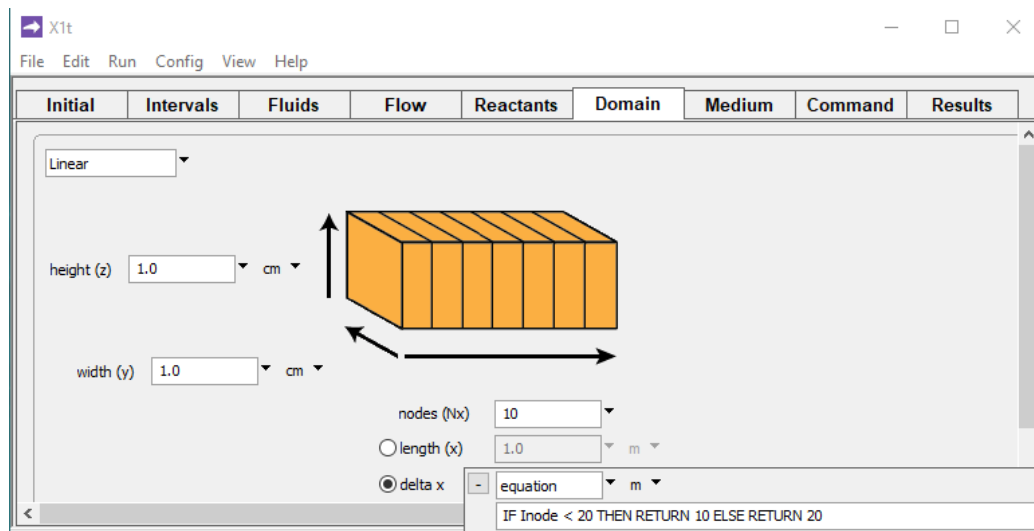 X1t
File Edit Run Config View Help
Initial Intervals Fluids Flow Reactants Domain Medium Command Results
Linear
height (z) 1.0 cm
width (y) 1.0 cm
nodes (Nx) 10
length (x) 1.0 m
delta x - equation m
IF Inode < 20 THEN RETURN 10 ELSE RETURN 20